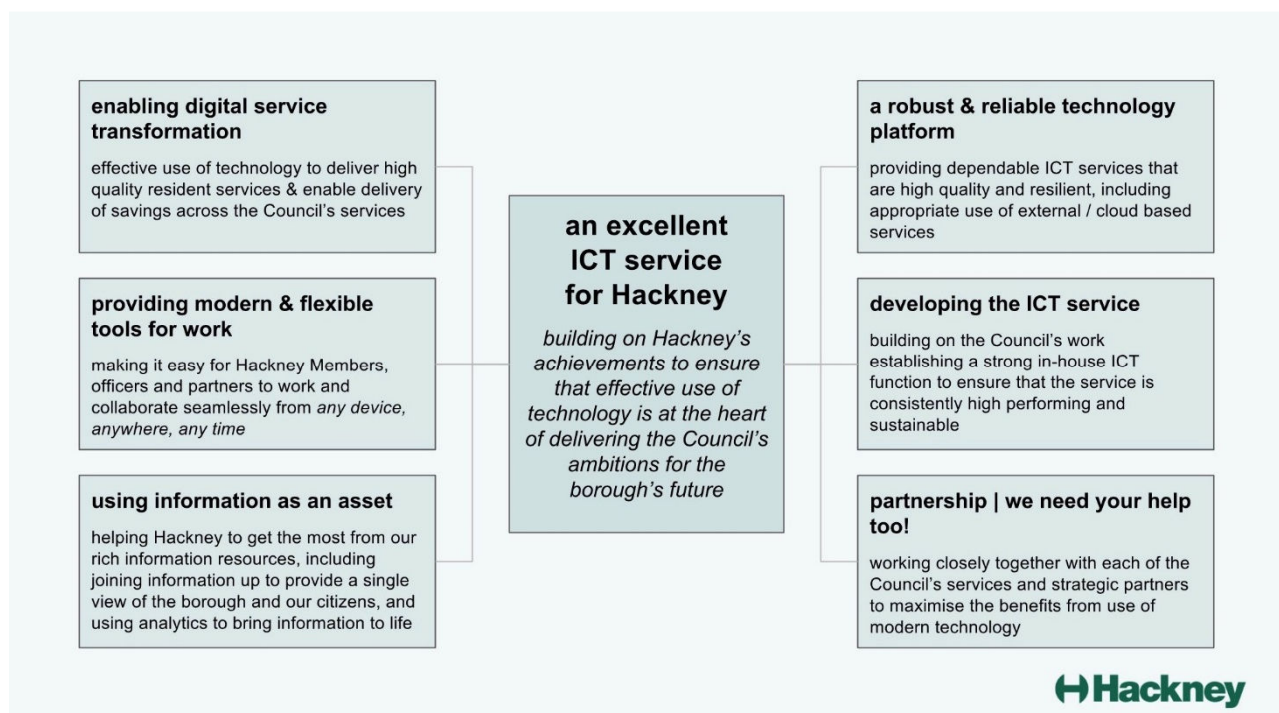 enabling digital service
transformation
effective use of technology to deliver high
quality resident services & enable delivery
of savings across the Council's services
providing modern & flexible
tools for work
making it easy for Hackney Members,
officers and partners to work and
collaborate seamlessly from any device,
anywhere, any time
using information as an asset
helping Hackney to get the most from our
rich information resources, including
joining information up to provide a single
view of the borough and our citizens, and
using analytics to bring information to life
an excellent
ICT service
for Hackney
building on Hackney's
achievements to ensure
that effective use of
technology is at the heart
of delivering the Council's
ambitions for the
borough's future
a robust & reliable technology
platform
providing dependable ICT services that
are high quality and resilient, including
appropriate use of external / cloud based
services
developing the ICT service
building on the Council's work
establishing a strong in-house ICT
function to ensure that the service is
consistently high performing and
sustainable
partnership | we need your help
too!
working closely together with each of the
Council's services and strategic partners
to maximise the benefits from use of
modern technology
Hackney